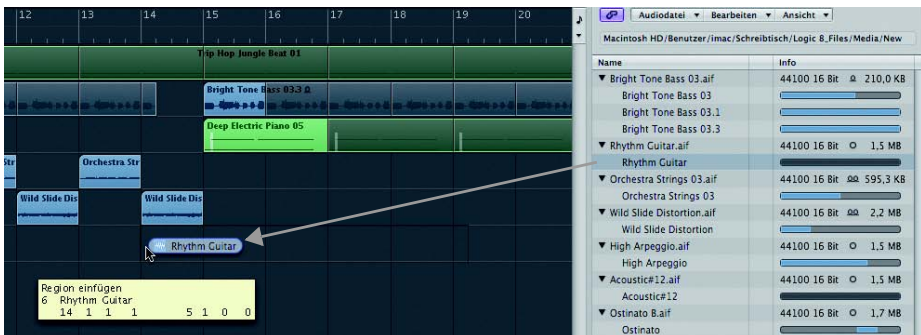 12 13 14 15 16 17 18 19 20
Trip Hop Jungle Beat 01
Bright Tone Bass 03.3
Deep Electric Piano 05
Str
Orchestra Str
Wild Slide Dis
Wild Slide Dis
Rhythm Guitar
Region einfügen
6 Rhythm Guitar
14 1 1 1 5 1 0 0
Audiodatei Bearbeiten Ansicht
Macintosh HD/Benutzer/imac/Schreibtisch/Logic 8_Files/Media/New
Name Info
Bright Tone Bass 03.aif 44100 16 Bit 210,0 KB
Bright Tone Bass 03
Bright Tone Bass 03.1
Bright Tone Bass 03.3
Rhythm Guitar.aif 44100 16 Bit 1,5 MB
Rhythm Guitar
Orchestra Strings 03.aif 44100 16 Bit 595,3 KB
Orchestra Strings 03
Wild Slide Distortion.aif 44100 16 Bit 2,2 MB
Wild Slide Distortion
High Arpeggio.aif 44100 16 Bit 1,5 MB
High Arpeggio
Acoustic#12.aif 44100 16 Bit 1,5 MB
Acoustic#12
Ostinato B.aif 44100 16 Bit 1,7 MB
Ostinato